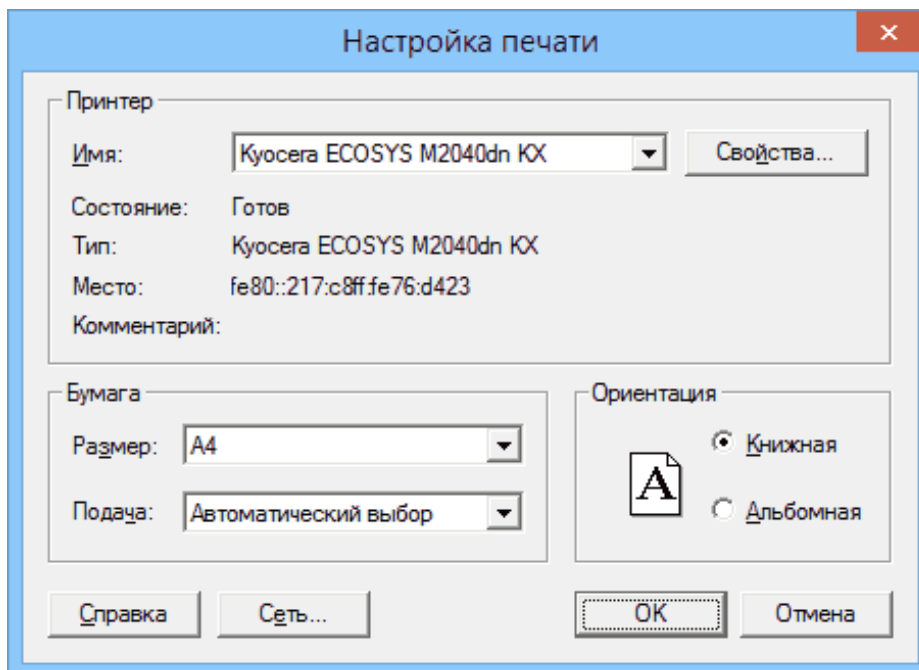 Настройка печати
Принтер
Имя: Kyocera ECOSYS M2040dn KX Свойства...
Состояние: Готов
Тип: Kyocera ECOSYS M2040dn KX
Место: fe80::217:c8ff:fe76:d423
Комментарий:
Бумага
Размер: A4
Подача: Автоматический выбор
Ориентация
A
Книжная
Альбомная
Справка Сеть... OK Отмена